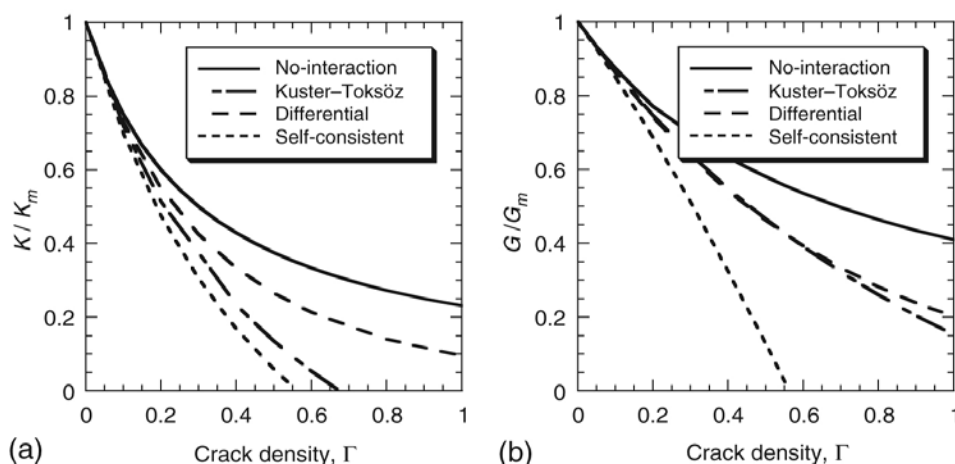 1
0.8
0.6
0.4
0.2
0
K / Km
No-interaction
Kuster–Toksöz
Differential
Self-consistent
0 0.2 0.4 0.6 0.8 1
(a) Crack density, Γ
1
0.8
0.6
0.4
0.2
0
G /Gm
No-interaction
Kuster–Toksöz
Differential
Self-consistent
0 0.2 0.4 0.6 0.8 1
(b) Crack density, Γ